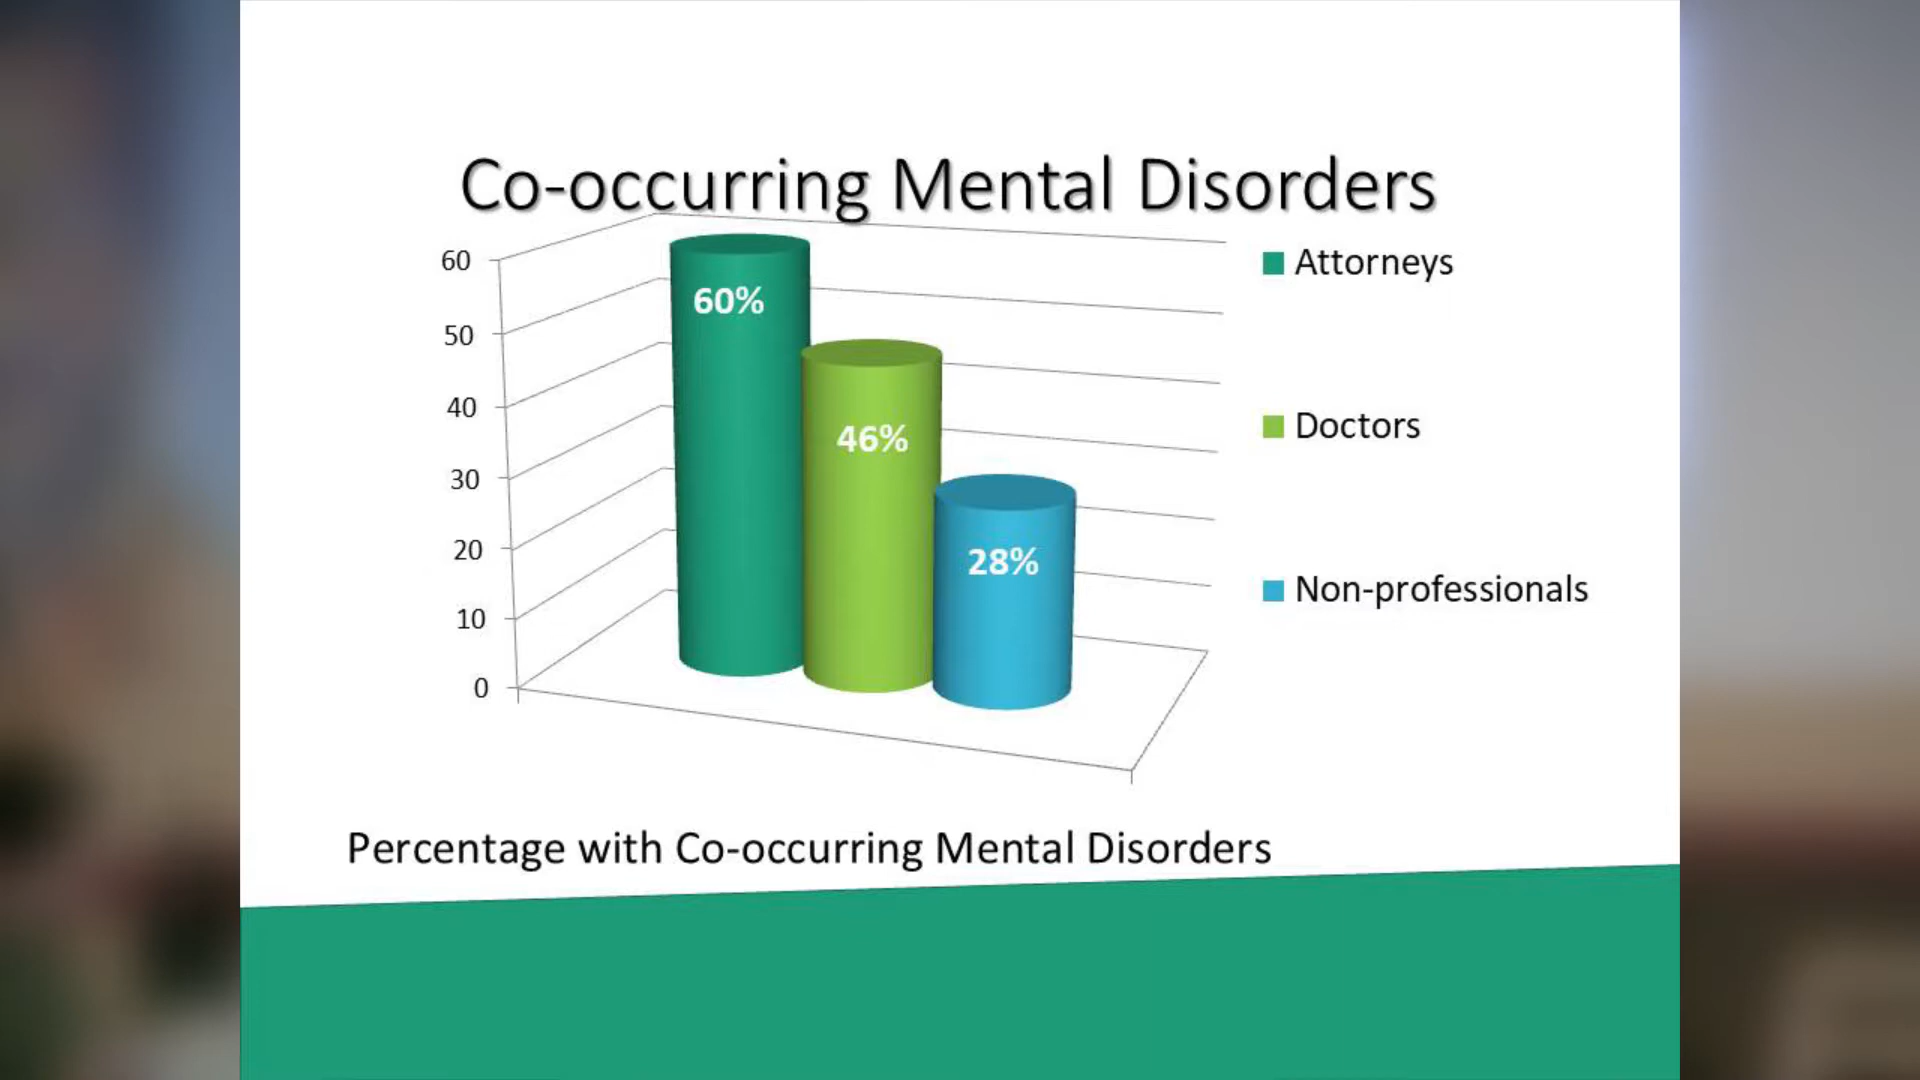 Co-occurring Mental Disorders
60
50
40
30
20
10
0
60%
46%
28%
Attorneys
Doctors
Non-professionals
Percentage with Co-occurring Mental Disorders